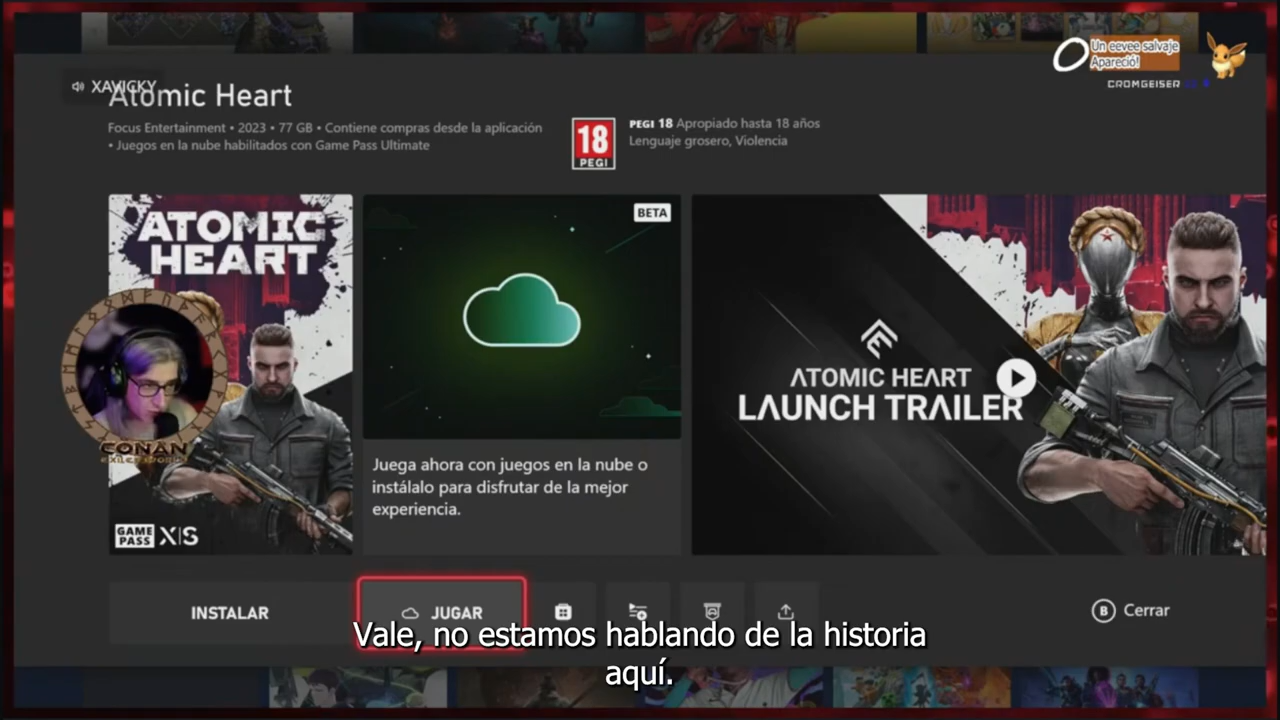 Un eevee salvaje
Apareció!
CROMGEISER
XAVICKY
Atomic Heart
Focus Entertainment • 2023 • 77 GB • Contiene compras desde la aplicación
• Juegos en la nube habilitados con Game Pass Ultimate
18
PEGI
PEGI 18 Apropiado hasta 18 años
Lenguaje grosero, Violencia
ATOMIC
HEART
CONAN
GAME
PASS
X|S
BETA
Juega ahora con juegos en la nube o
instálalo para disfrutar de la mejor
experiencia.
ATOMIC HEART
LAUNCH TRAILER
INSTALAR
JUGAR
B Cerrar
Vale, no estamos hablando de la historia
aquí.